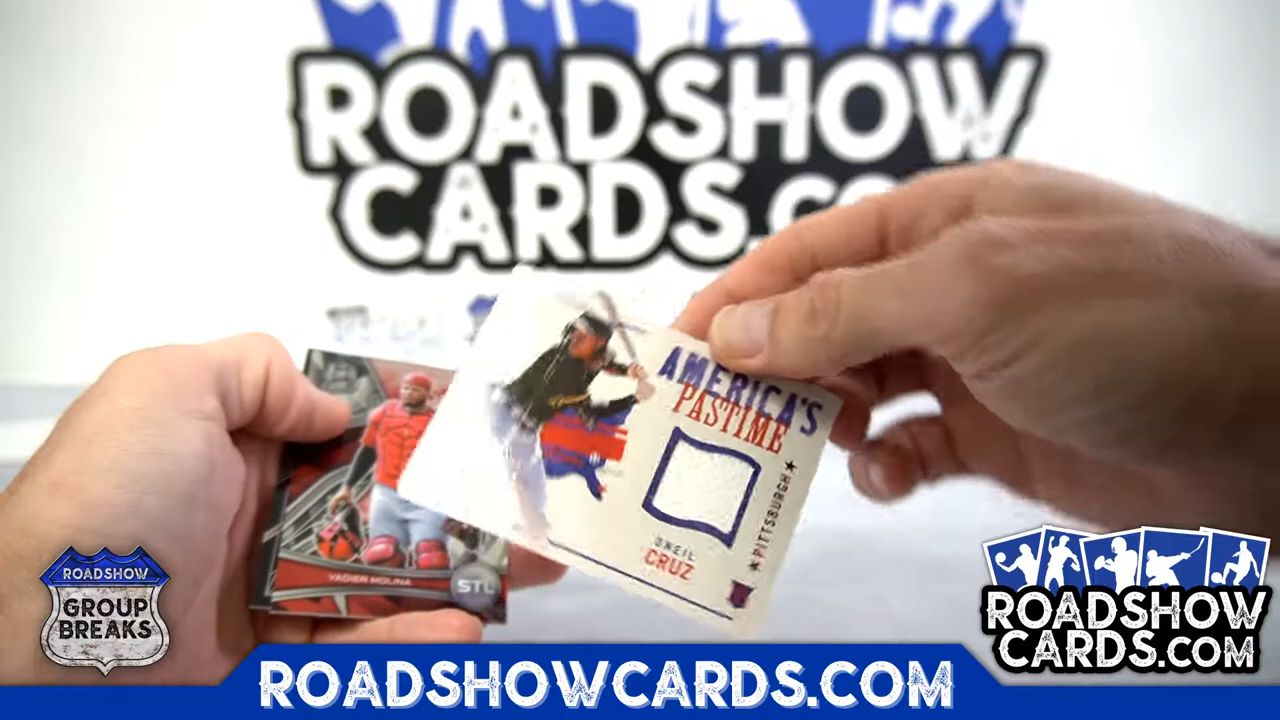 ROADSHOW
CARDS.co
AMERICA'S
PASTIME
★PITTSBURGH★
ONEIL
CRUZ
YADIER MOLINA
STL
ROADSHOW
GROUP
BREAKS
ROADSHOW
CARDS.COM
ROADSHOWCARDS.COM